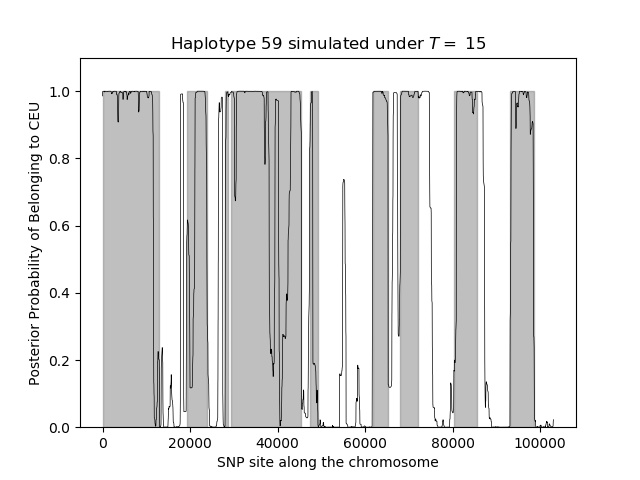 Haplotype 59 simulated under T = 15
Posterior Probability of Belonging to CEU
1.0
0.8
0.6
0.4
0.2
0.0
0 20000 40000 60000 80000 100000
SNP site along the chromosome